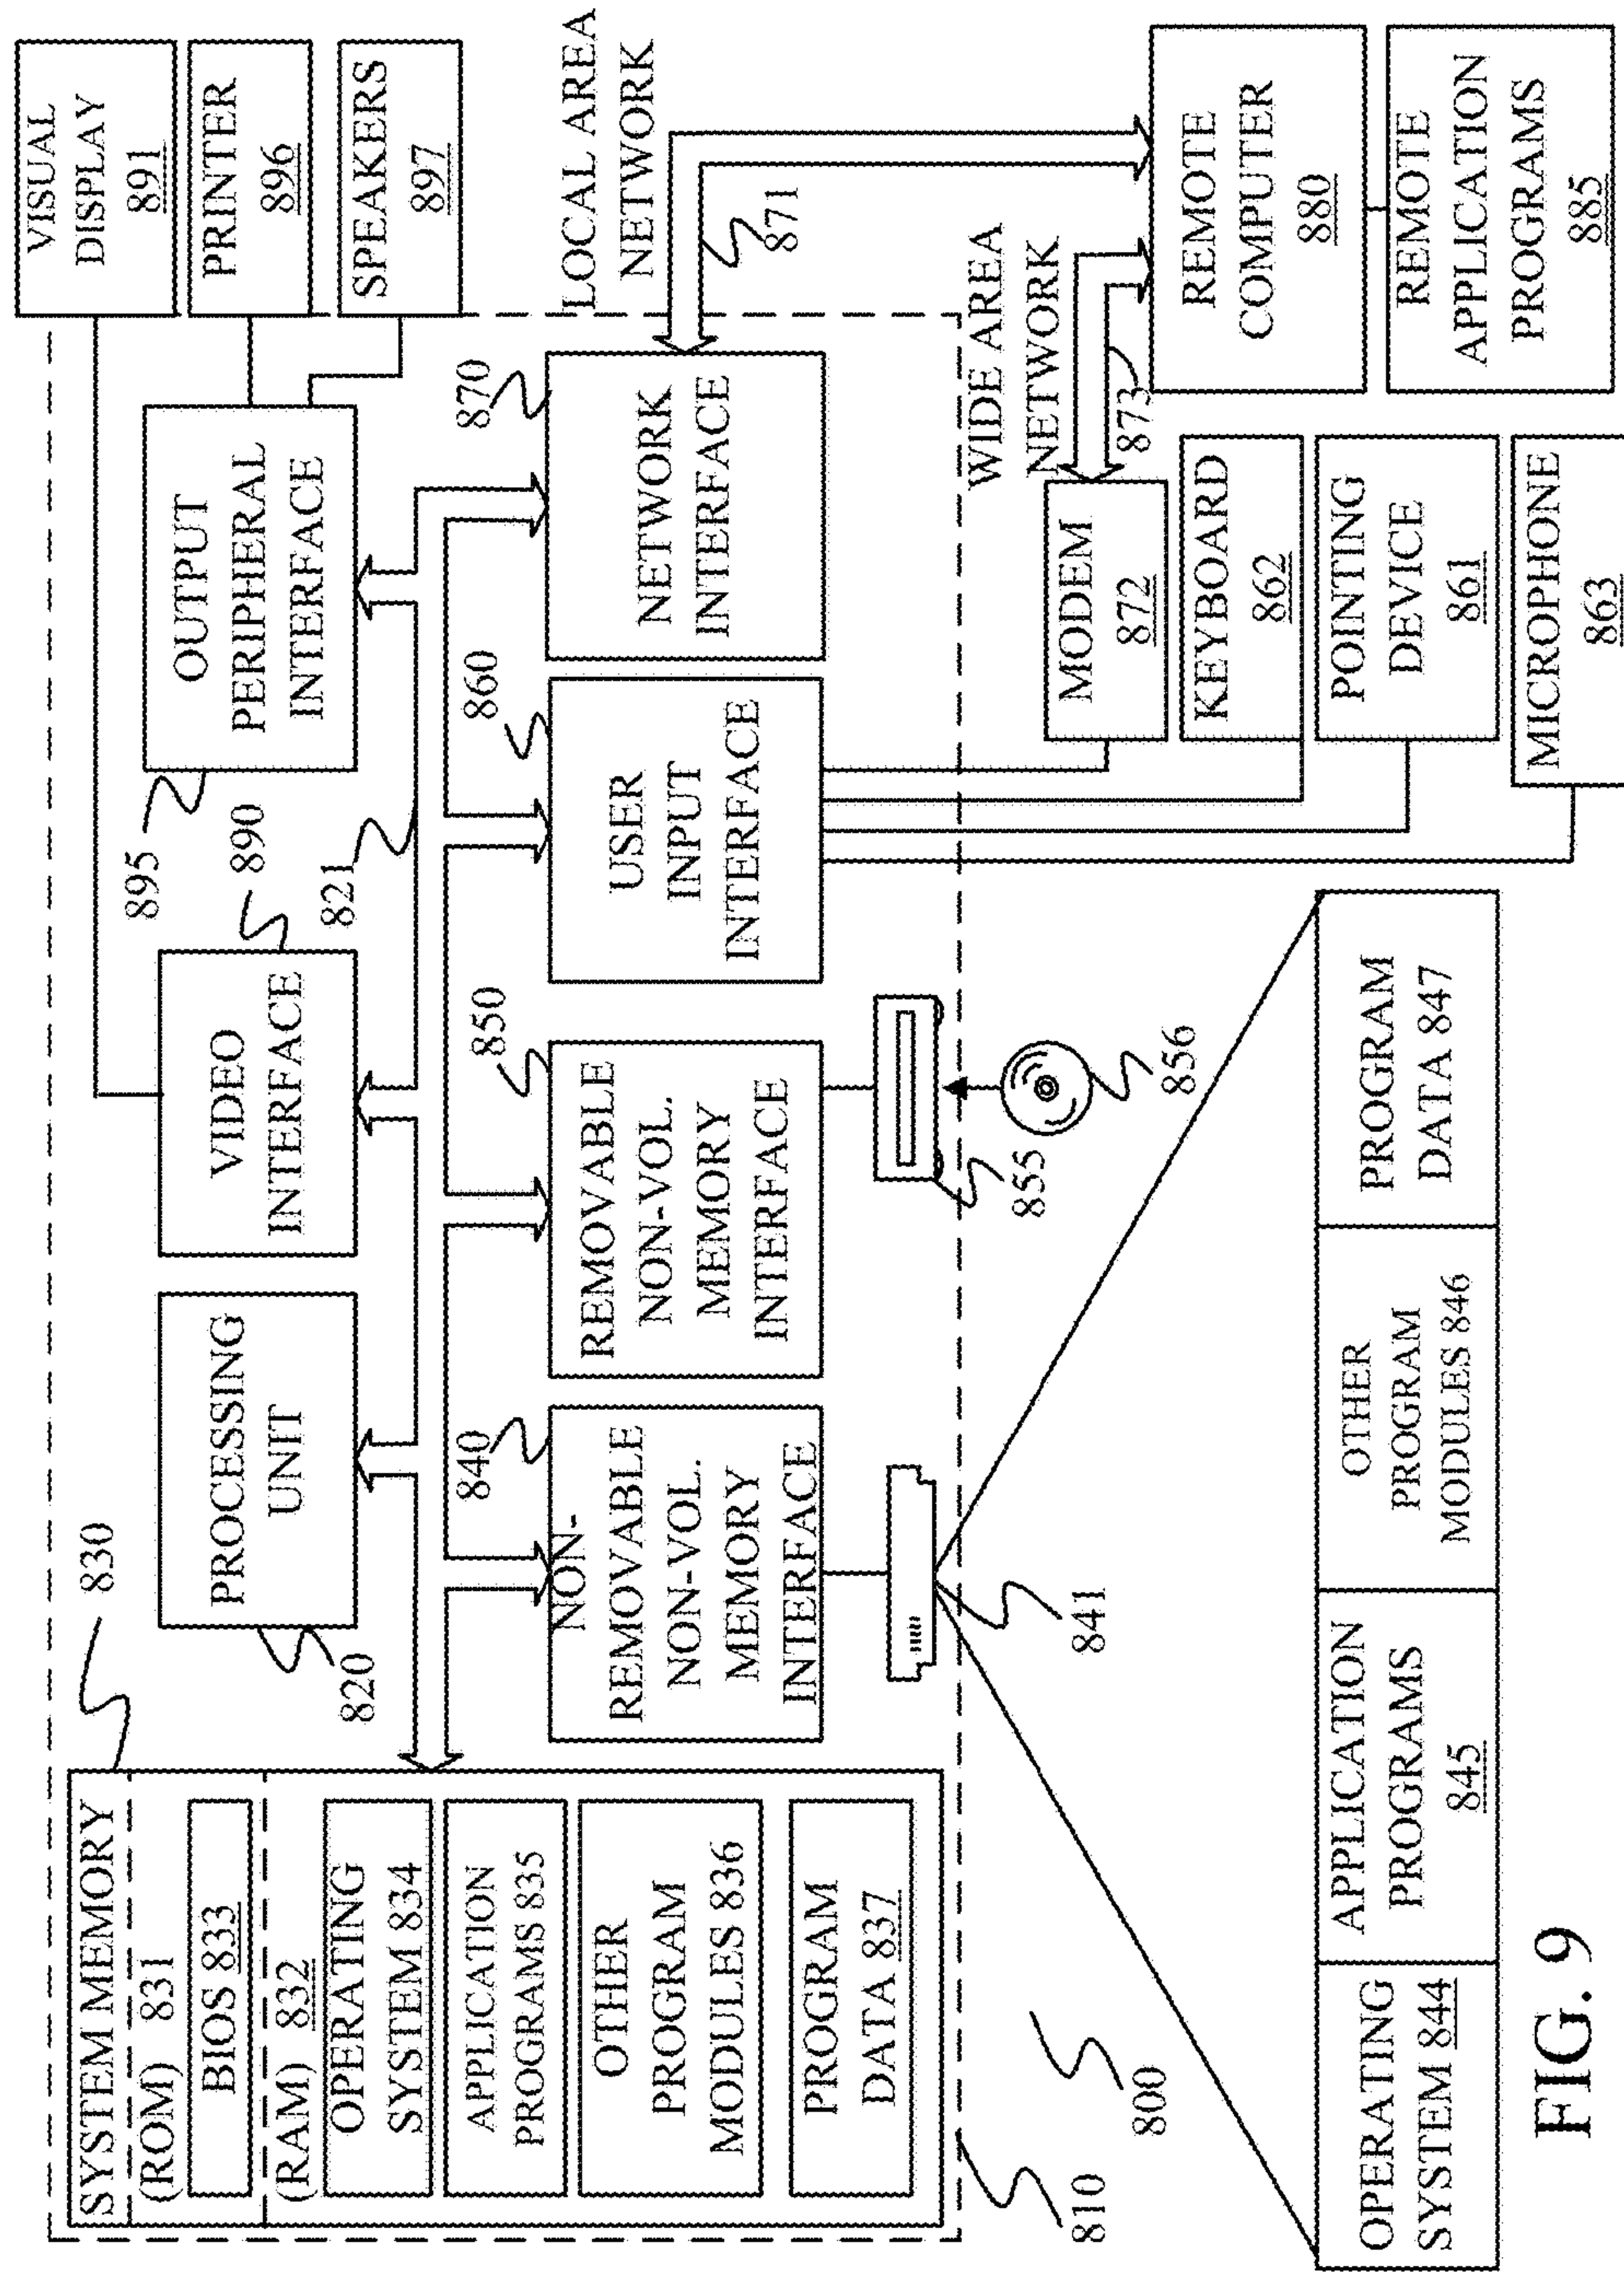 SYSTEM MEMORY
(ROM) 831
BIOS 833
(RAM) 832
OPERATING
SYSTEM 834
APPLICATION
PROGRAMS 835
OTHER
PROGRAM
MODULES 836
PROGRAM
DATA 837
830
820
PROCESSING
UNIT
890
VIDEO
INTERFACE
895
OUTPUT
PERIPHERAL
INTERFACE
821
VISUAL
DISPLAY
891
PRINTER
896
SPEAKERS
897
840
NON-
REMOVABLE
NON-VOL.
MEMORY
INTERFACE
850
REMOVABLE
NON-VOL.
MEMORY
INTERFACE
860
USER
INPUT
INTERFACE
870
NETWORK
INTERFACE
LOCAL AREA
NETWORK
871
841
855
856
WIDE AREA
NETWORK
873
MODEM
872
KEYBOARD
862
POINTING
DEVICE
861
MICROPHONE
863
REMOTE
COMPUTER
880
REMOTE
APPLICATION
PROGRAMS
885
810
800
OPERATING
SYSTEM 844
APPLICATION
PROGRAMS
845
OTHER
PROGRAM
MODULES 846
PROGRAM
DATA 847
FIG. 9